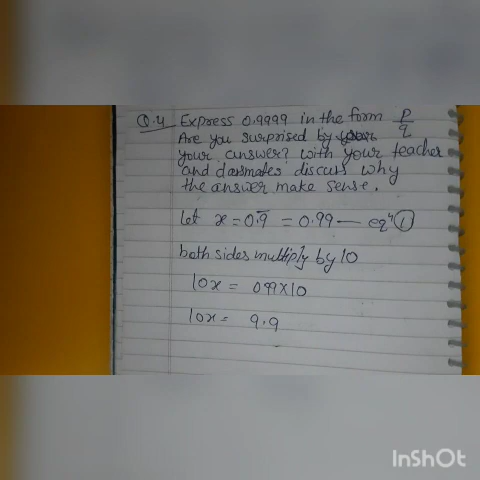 Q.4 Express 0.9999 in the form P/q
Are you surprised by
your answer? with your teacher
and classmates discuss why
the answer make sense.
Let x = 0.9̅ = 0.99 — eqⁿ ①
both sides multiply by 10
10x = 0.99×10
10x = 9.9
InShOt